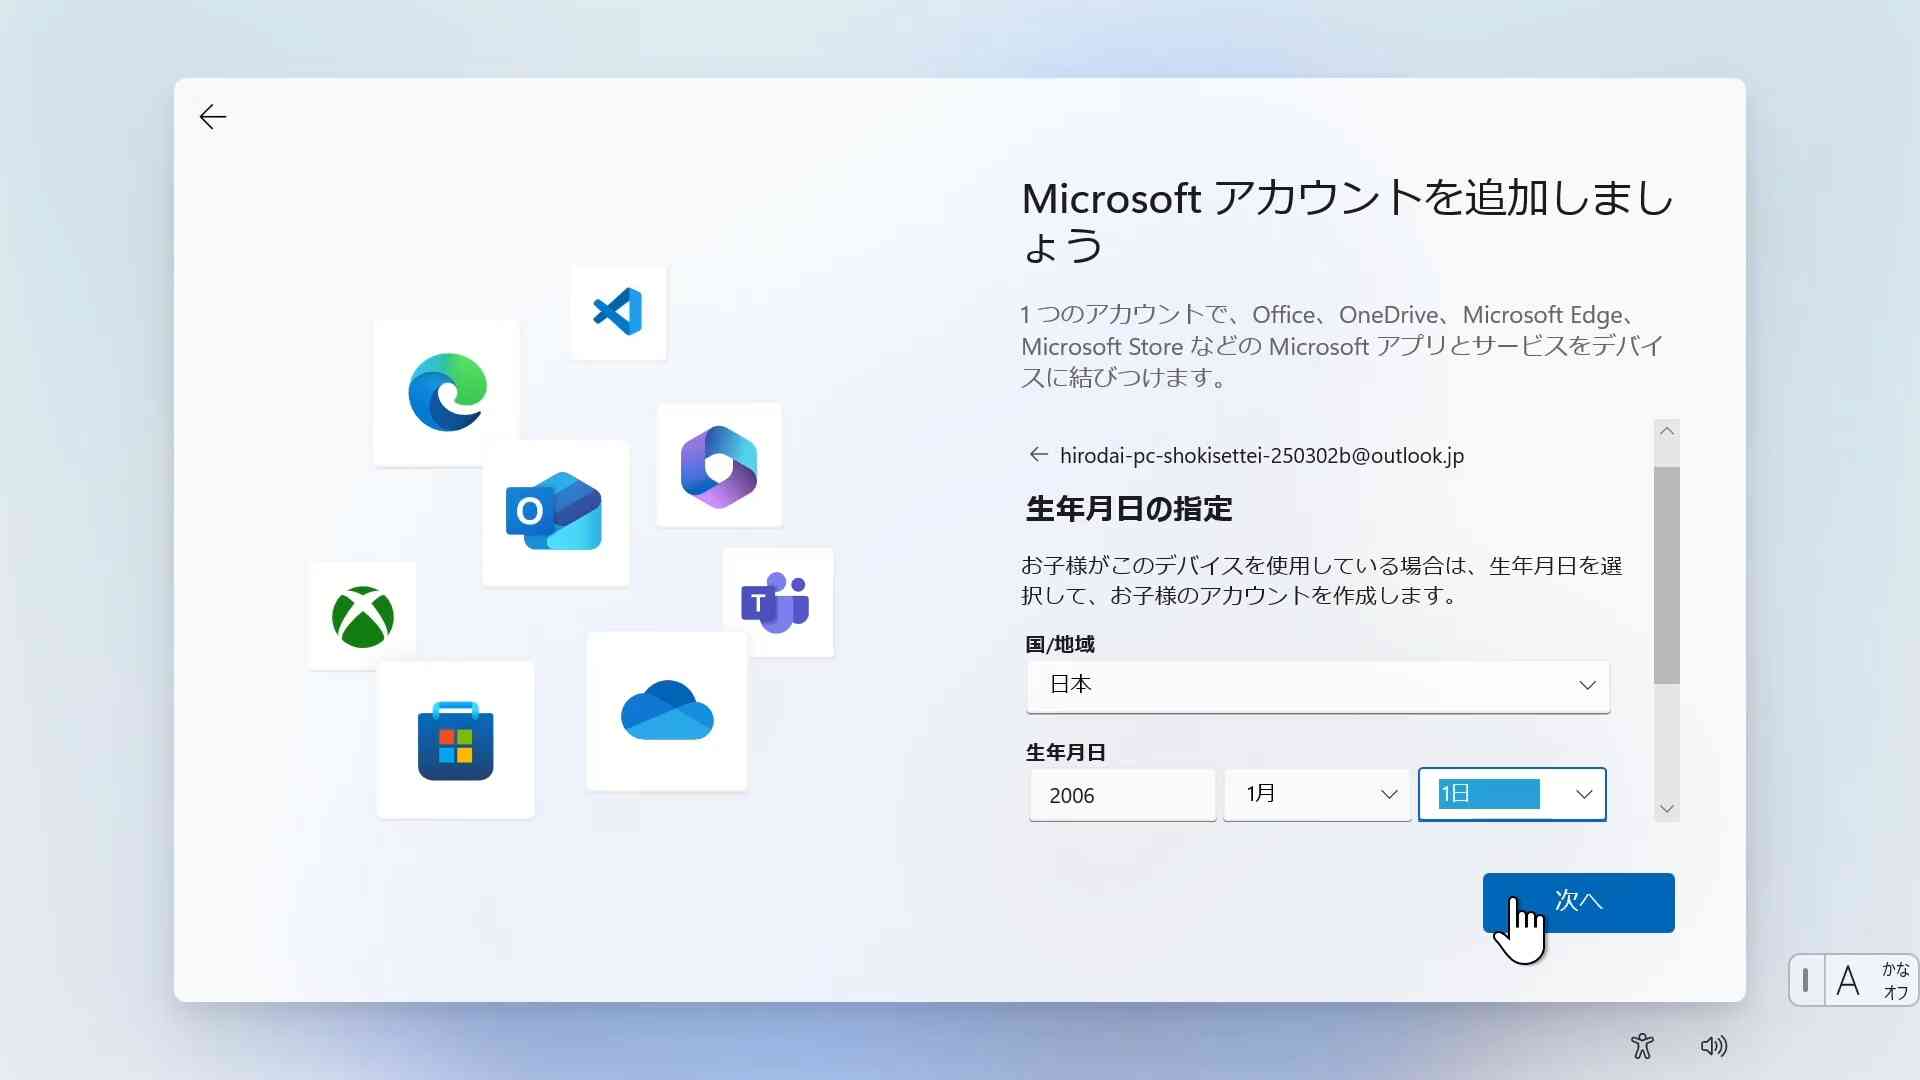 Microsoft アカウントを追加しまし
ょう
1 つのアカウントで、Office、OneDrive、Microsoft Edge、
Microsoft Store などの Microsoft アプリとサービスをデバイ
スに結びつけます。
hirodai-pc-shokisettei-250302b@outlook.jp
生年月日の指定
お子様がこのデバイスを使用している場合は、生年月日を選
択して、お子様のアカウントを作成します。
国/地域
日本
生年月日
2006
1月
1日
次へ
A
かな
オフ
O
T